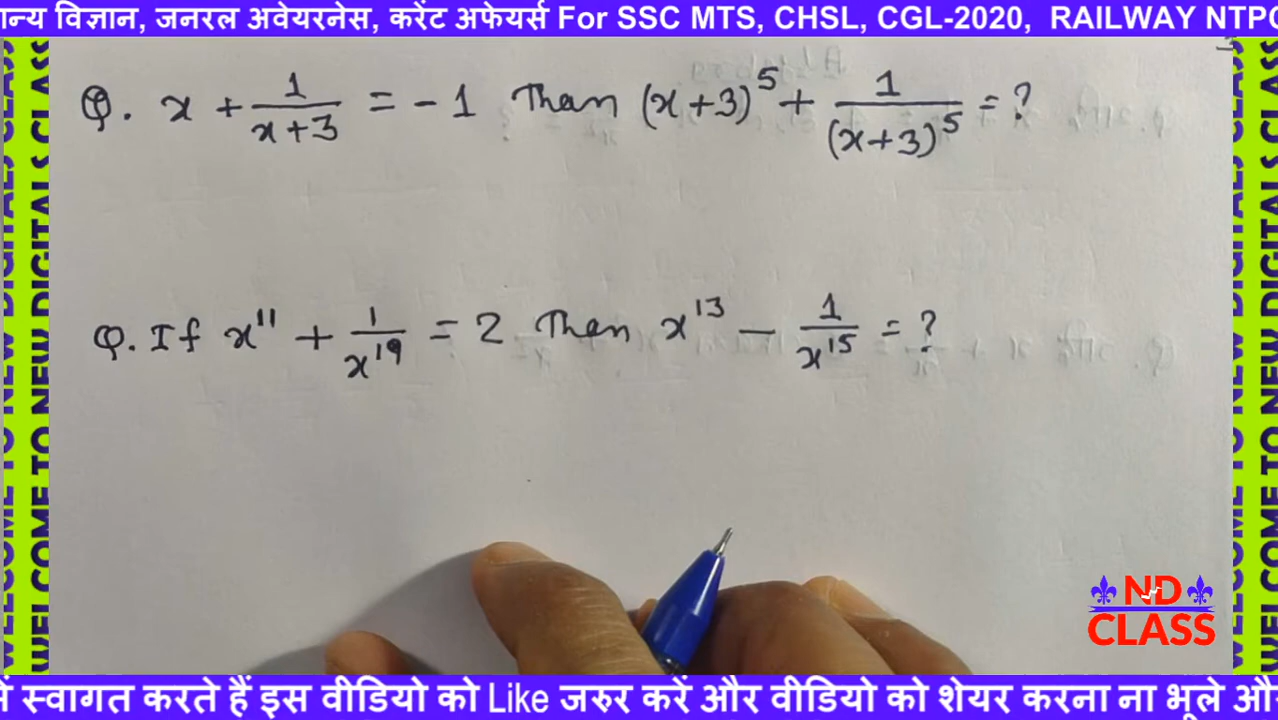 न्य विज्ञान, जनरल अवेयरनेस, करेंट अफेयर्स For SSC MTS, CHSL, CGL-2020, RAILWAY NTPC
Q. x + 1/(x+3) = -1 Than (x+3)^5 + 1/(x+3)^5 = ?
Q. If x^11 + 1/x^19 = 2 Then x^13 - 1/x^15 = ?
ND
CLASS
WELCOME TO NEW DIGITALS CLASS
WELCOME TO NEW DIGITALS CLASS
स्वागत करते हैं इस वीडियो को Like जरुर करें और वीडियो को शेयर करना ना भूले